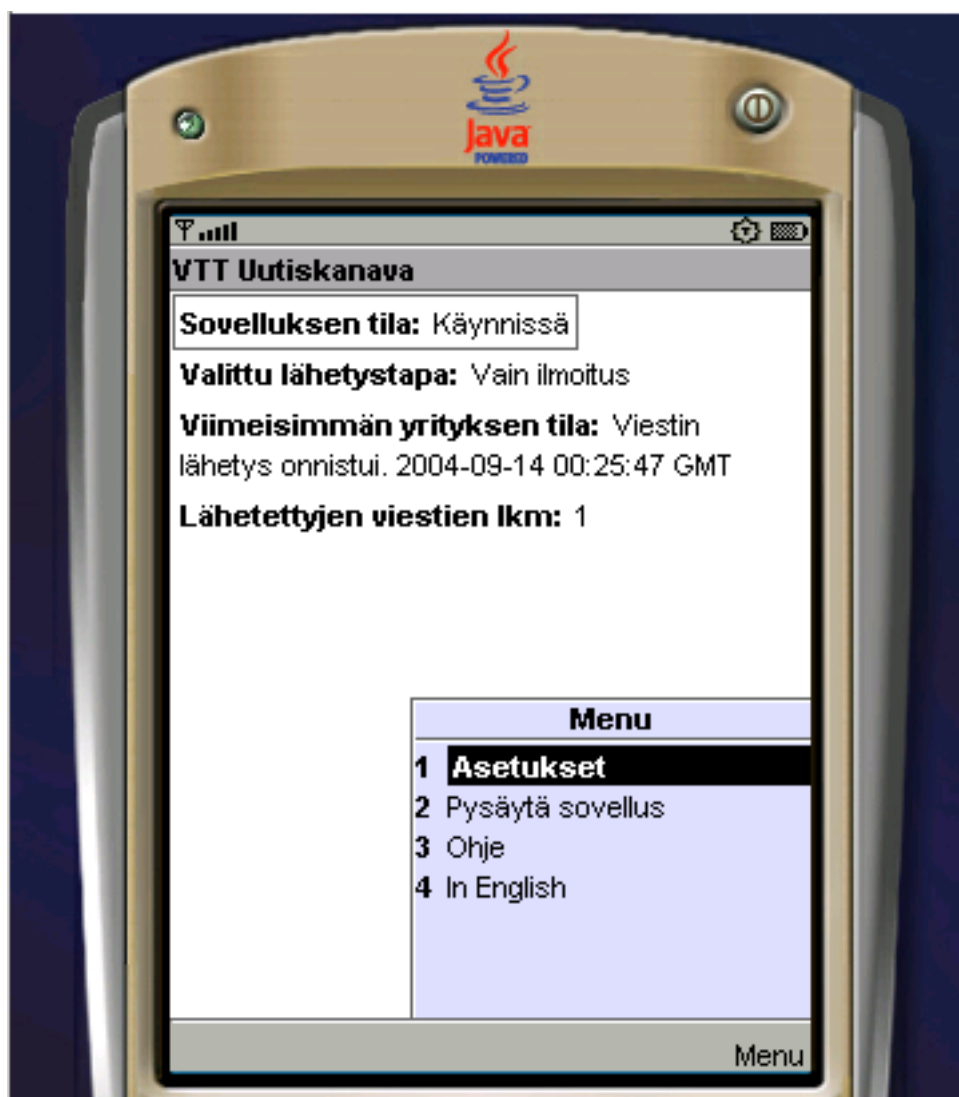 Java
POWERED
VTT Uutiskanava
Sovelluksen tila: Käynnissä
Valittu lähetystapa: Vain ilmoitus
Viimeisimmän yrityksen tila: Viestin
lähetys onnistui. 2004-09-14 00:25:47 GMT
Lähetettyjen viestien lkm: 1
Menu
1 Asetukset
2 Pysäytä sovellus
3 Ohje
4 In English
Menu